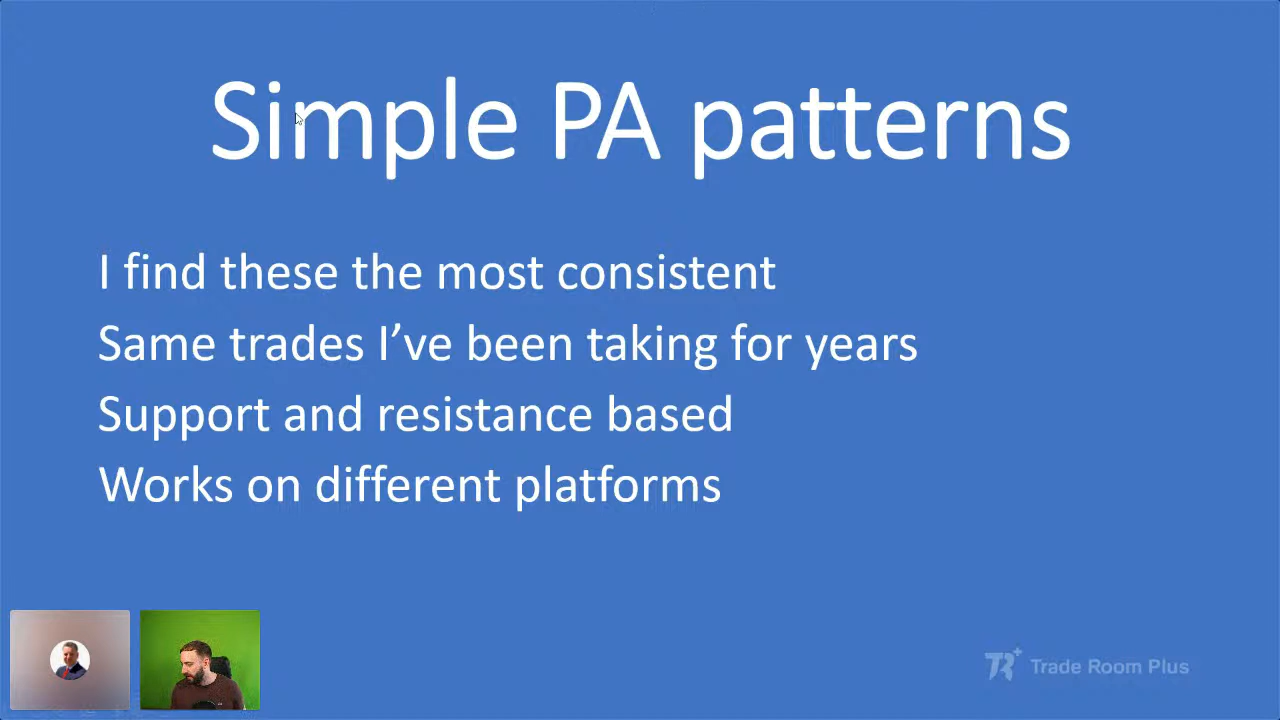 Simple PA patterns
I find these the most consistent
Same trades I’ve been taking for years
Support and resistance based
Works on different platforms
TR+ Trade Room Plus